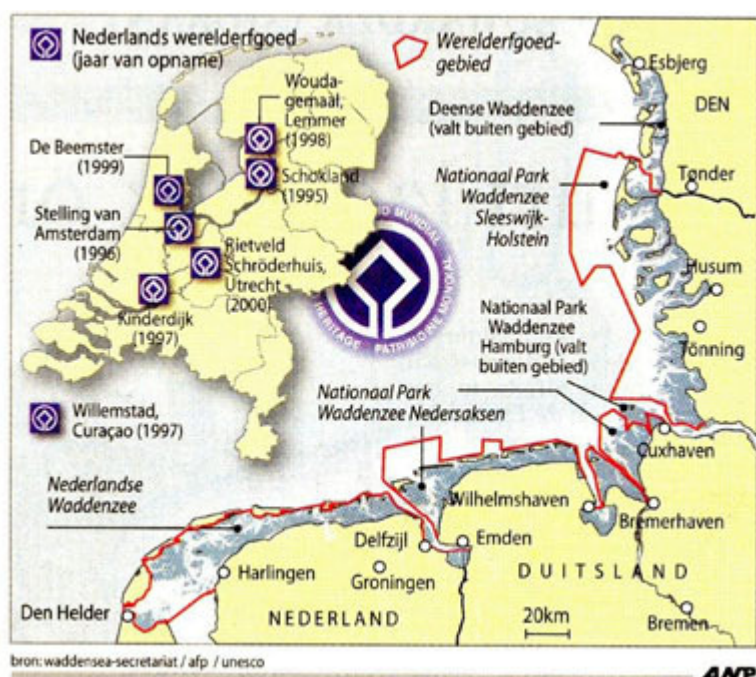 Nederlands werelderfgoed
(jaar van opname)
Werelderfgoed-
gebied
Esbjerg
Wouda-
gemaal,
Lemmer
(1998)
Deense Waddenzee
(valt buiten gebied)
DEN
De Beemster
(1999)
Schokland
(1995)
Nationaal Park
Waddenzee
Sleeswijk-
Holstein
Tønder
Stelling van
Amsterdam
(1996)
Rietveld
Schröderhuis,
Utrecht
(2000)
Kinderdijk
(1997)
MUNDIAL
HERITAGE
PATRIMOINE MONDIAL
Husum
Nationaal Park
Waddenzee
Hamburg (valt
buiten gebied)
Tönning
Willemstad,
Curaçao (1997)
Nationaal Park
Waddenzee Nedersaksen
Cuxhaven
Nederlandse
Waddenzee
Wilhelmshaven
Bremerhaven
Delfzijl
Emden
Harlingen
Groningen
DUITSLAND
Den Helder
NEDERLAND
20km
Bremen
bron: waddensea-secretariat / afp / unesco
ANP